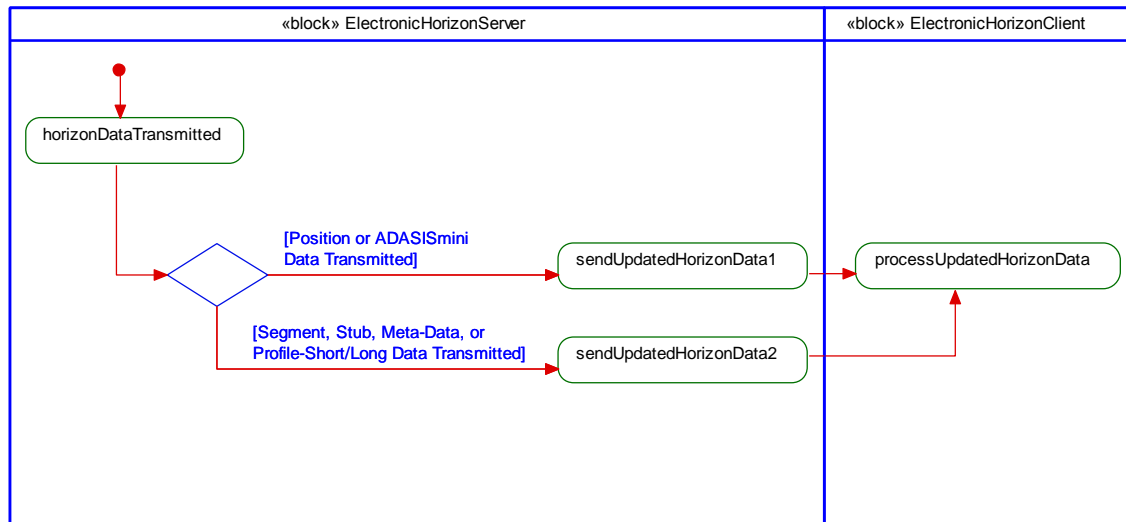 «block» ElectronicHorizonServer
«block» ElectronicHorizonClient
horizonDataTransmitted
[Position or ADASISmini
Data Transmitted]
sendUpdatedHorizonData1
processUpdatedHorizonData
[Segment, Stub, Meta-Data, or
Profile-Short/Long Data Transmitted]
sendUpdatedHorizonData2